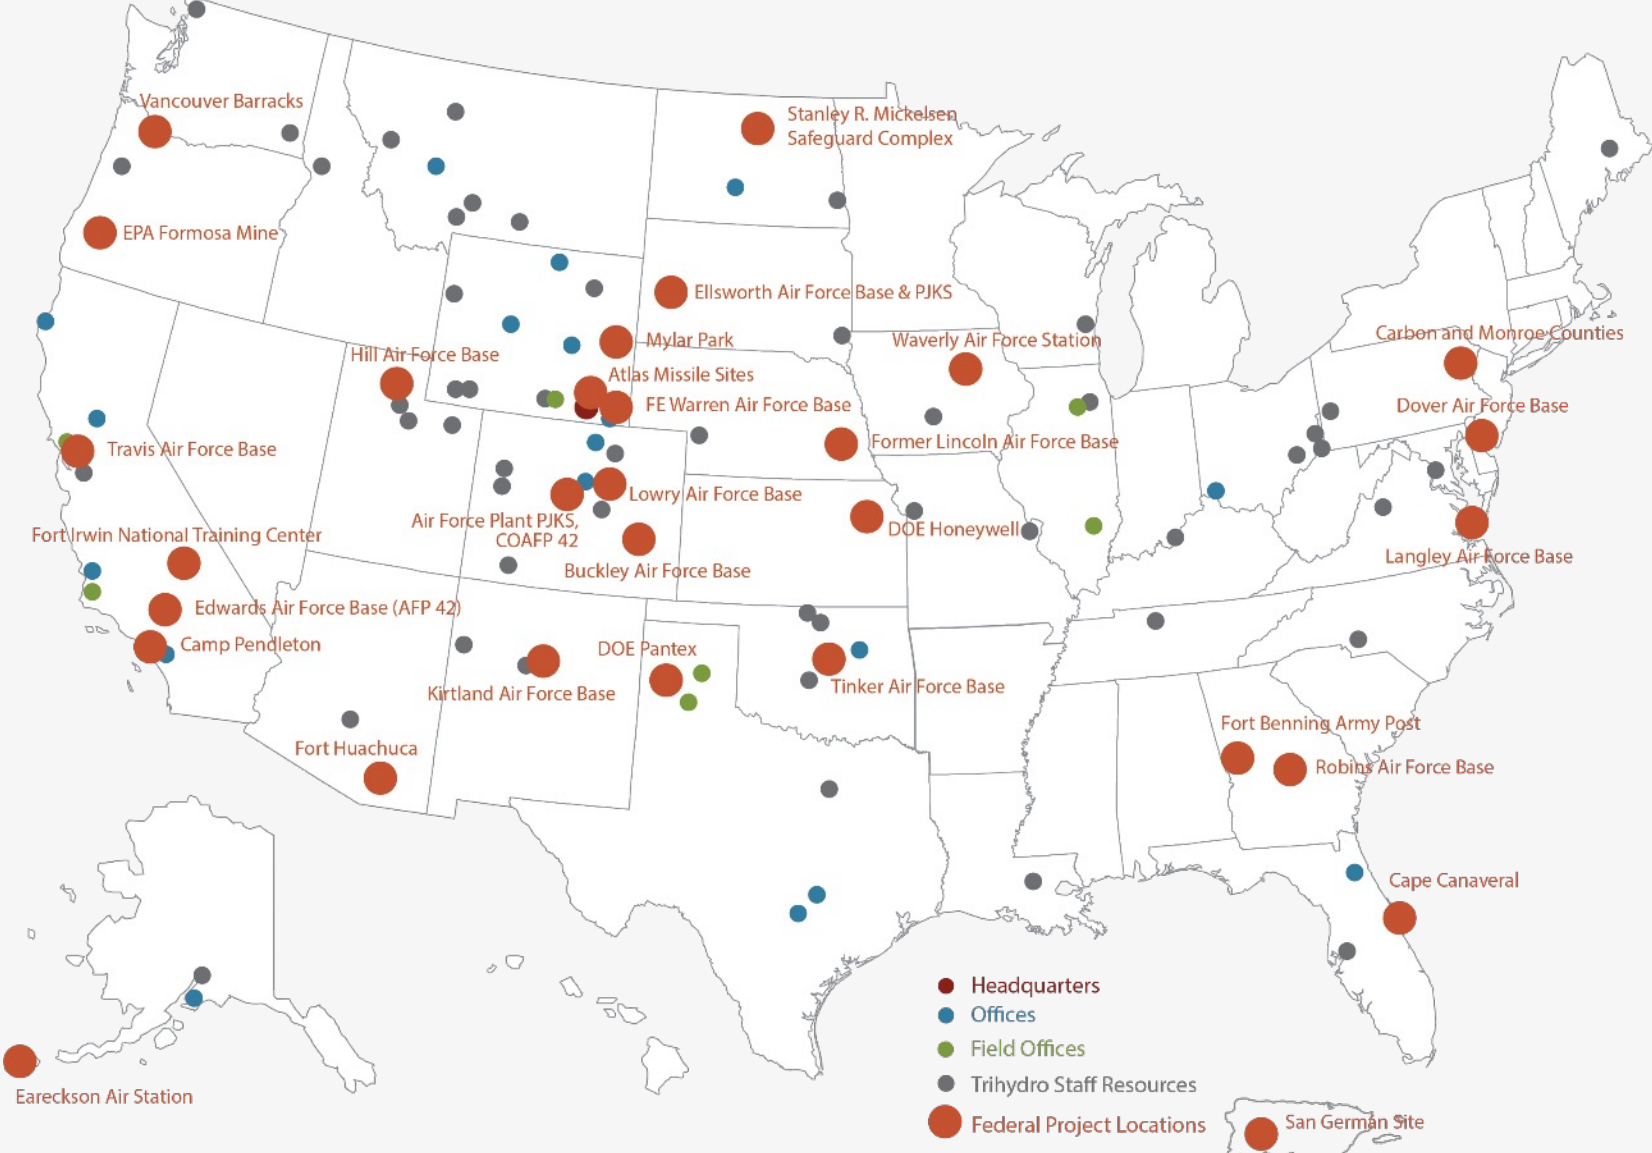 Vancouver Barracks
Stanley R. Mickelsen
Safeguard Complex
EPA Formosa Mine
Ellsworth Air Force Base & PJKS
Carbon and Monroe Counties
Mylar Park
Waverly Air Force Station
Hill Air Force Base
Atlas Missile Sites
FE Warren Air Force Base
Dover Air Force Base
Former Lincoln Air Force Base
Travis Air Force Base
Lowry Air Force Base
Air Force Plant PJKS,
COAFP 42
DOE Honeywell
Fort Irwin National Training Center
Langley Air Force Base
Buckley Air Force Base
Edwards Air Force Base (AFP 42)
Camp Pendleton
DOE Pantex
Kirtland Air Force Base
Tinker Air Force Base
Fort Benning Army Post
Fort Huachuca
Robins Air Force Base
Cape Canaveral
Headquarters
Offices
Field Offices
Trihydro Staff Resources
Federal Project Locations
Eareckson Air Station
San Germán Site